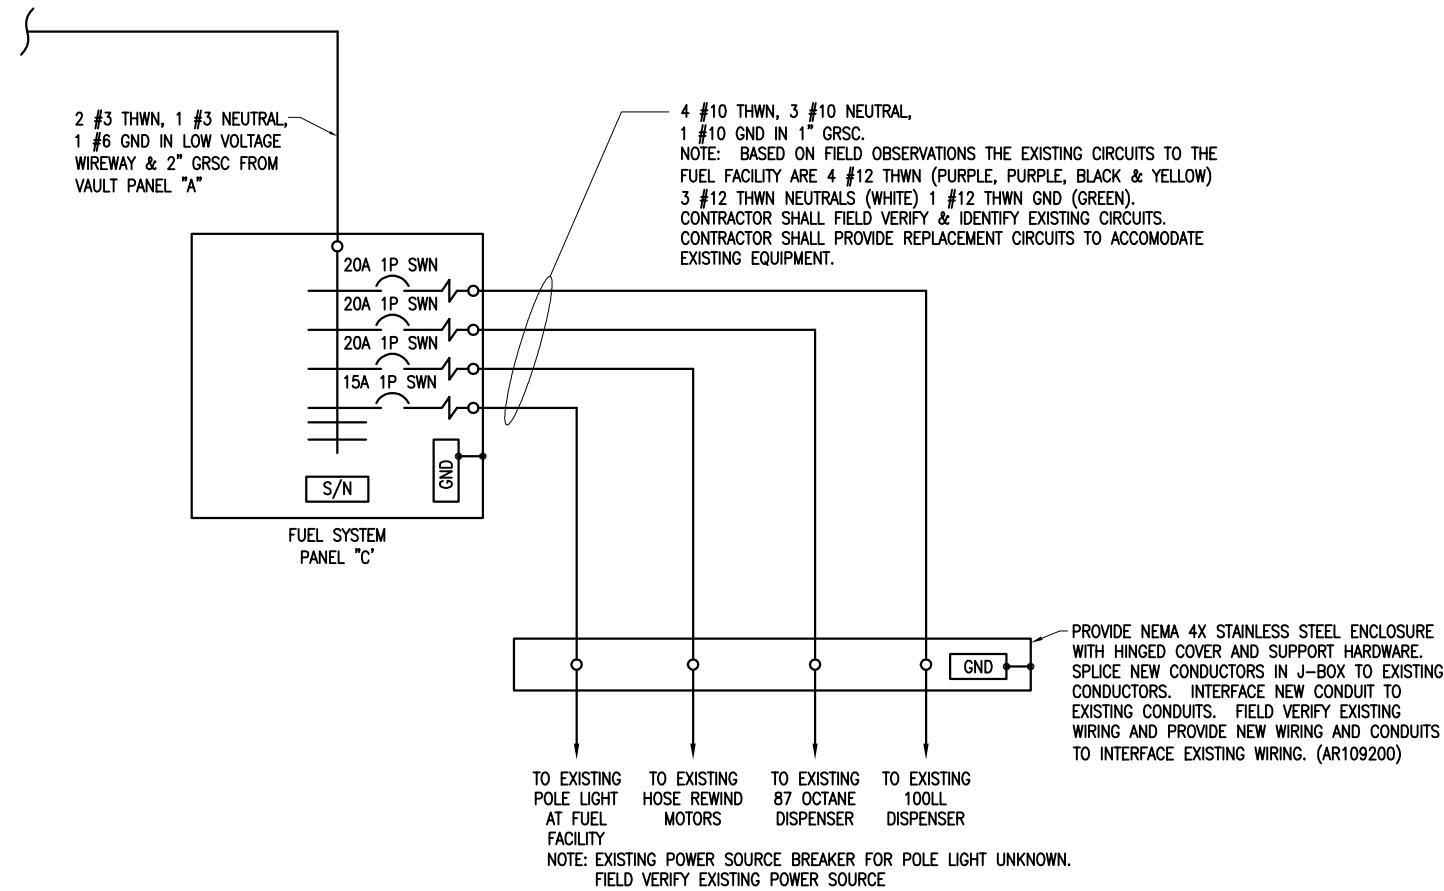 2 #3 THWN, 1 #3 NEUTRAL,
1 #6 GND IN LOW VOLTAGE
WIREWAY & 2" GRSC FROM
VAULT PANEL "A"
4 #10 THWN, 3 #10 NEUTRAL,
1 #10 GND IN 1" GRSC.
NOTE: BASED ON FIELD OBSERVATIONS THE EXISTING CIRCUITS TO THE
FUEL FACILITY ARE 4 #12 THWN (PURPLE, PURPLE, BLACK & YELLOW)
3 #12 THWN NEUTRALS (WHITE) 1 #12 THWN GND (GREEN).
CONTRACTOR SHALL FIELD VERIFY & IDENTIFY EXISTING CIRCUITS.
CONTRACTOR SHALL PROVIDE REPLACEMENT CIRCUITS TO ACCOMODATE
EXISTING EQUIPMENT.
20A 1P SWN
20A 1P SWN
20A 1P SWN
15A 1P SWN
GND
S/N
FUEL SYSTEM
PANEL "C'
GND
PROVIDE NEMA 4X STAINLESS STEEL ENCLOSURE
WITH HINGED COVER AND SUPPORT HARDWARE.
SPLICE NEW CONDUCTORS IN J-BOX TO EXISTING
CONDUCTORS. INTERFACE NEW CONDUIT TO
EXISTING CONDUITS. FIELD VERIFY EXISTING
WIRING AND PROVIDE NEW WIRING AND CONDUITS
TO INTERFACE EXISTING WIRING. (AR109200)
TO EXISTING
POLE LIGHT
AT FUEL
FACILITY
TO EXISTING
HOSE REWIND
MOTORS
TO EXISTING
87 OCTANE
DISPENSER
TO EXISTING
100LL
DISPENSER
NOTE: EXISTING POWER SOURCE BREAKER FOR POLE LIGHT UNKNOWN.
FIELD VERIFY EXISTING POWER SOURCE